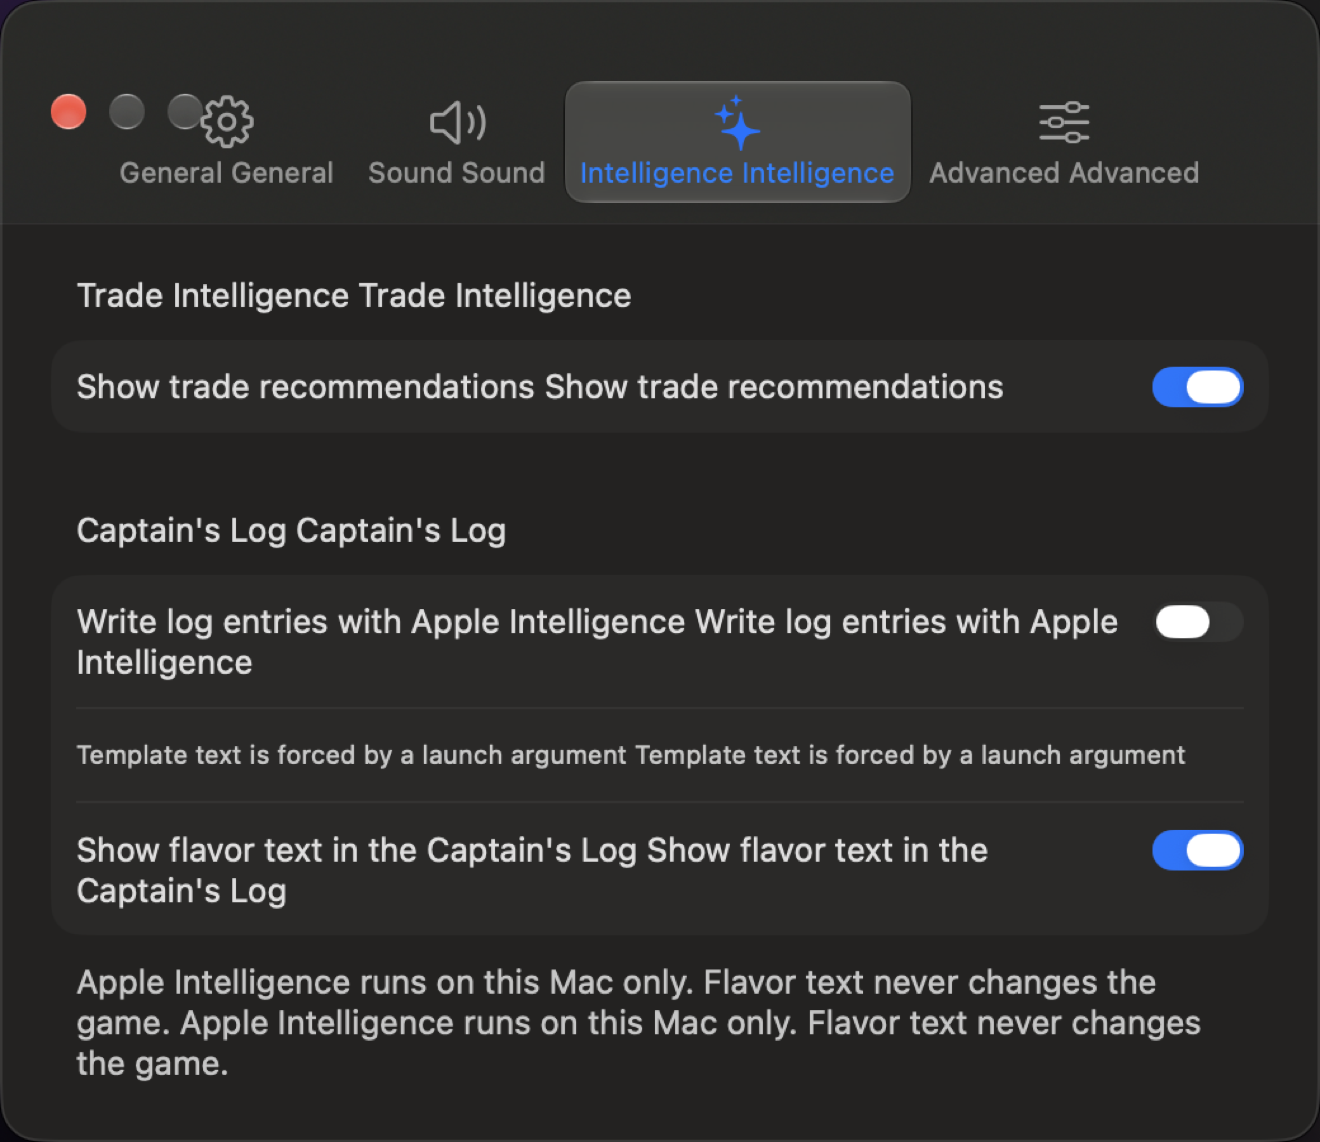 General General
Sound Sound
Intelligence Intelligence
Advanced Advanced
Trade Intelligence Trade Intelligence
Show trade recommendations Show trade recommendations
Captain's Log Captain's Log
Write log entries with Apple Intelligence Write log entries with Apple
Intelligence
Template text is forced by a launch argument Template text is forced by a launch argument
Show flavor text in the Captain's Log Show flavor text in the
Captain's Log
Apple Intelligence runs on this Mac only. Flavor text never changes the
game. Apple Intelligence runs on this Mac only. Flavor text never changes
the game.